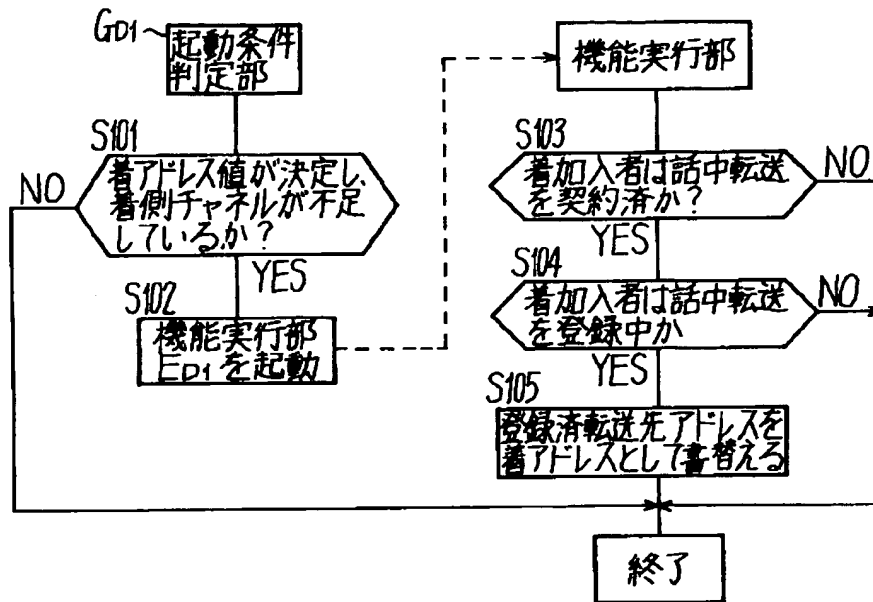 GD1
起動条件
判定部
S101
着アドレス値が決定し、
着側チャネルが不足
しているか？
NO
YES
S102
機能実行部
ED1を起動
機能実行部
S103
着加入者は話中転送
を契約済か？
NO
YES
S104
着加入者は話中転送
を登録中か
NO
YES
S105
登録済転送先アドレスを
着アドレスとして書替える
終了